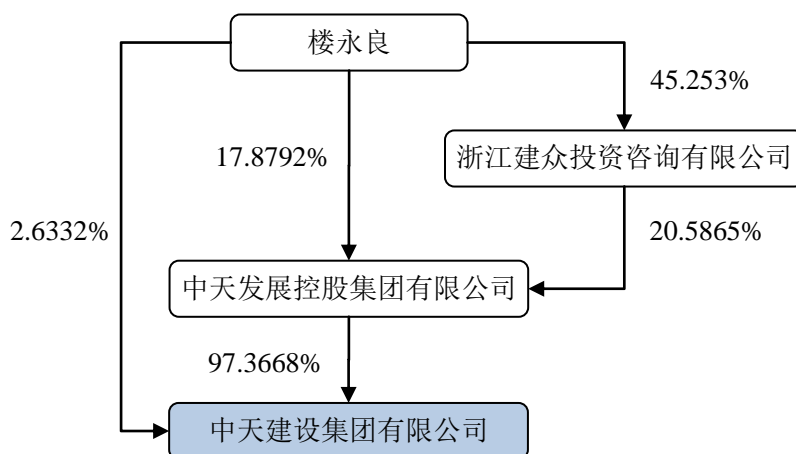 楼永良
45.253%
浙江建众投资咨询有限公司
17.8792%
2.6332%
20.5865%
中天发展控股集团有限公司
97.3668%
中天建设集团有限公司